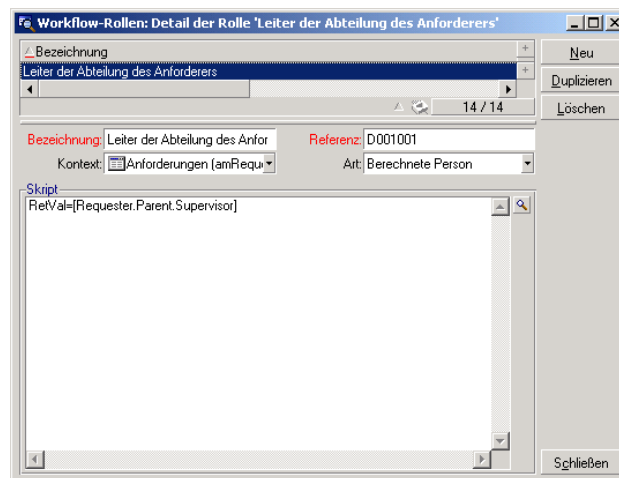 Workflow-Rollen: Detail der Rolle 'Leiter der Abteilung des Anforderers'
Bezeichnung
Neu
Leiter der Abteilung des Anforderers
Duplizieren
14 / 14
Löschen
Bezeichnung: Leiter der Abteilung des Anfor Referenz: D001001
Kontext: Anforderungen (amRequ Art: Berechnete Person
Skript
RetVal=[Requester.Parent.Supervisor]
Schließen